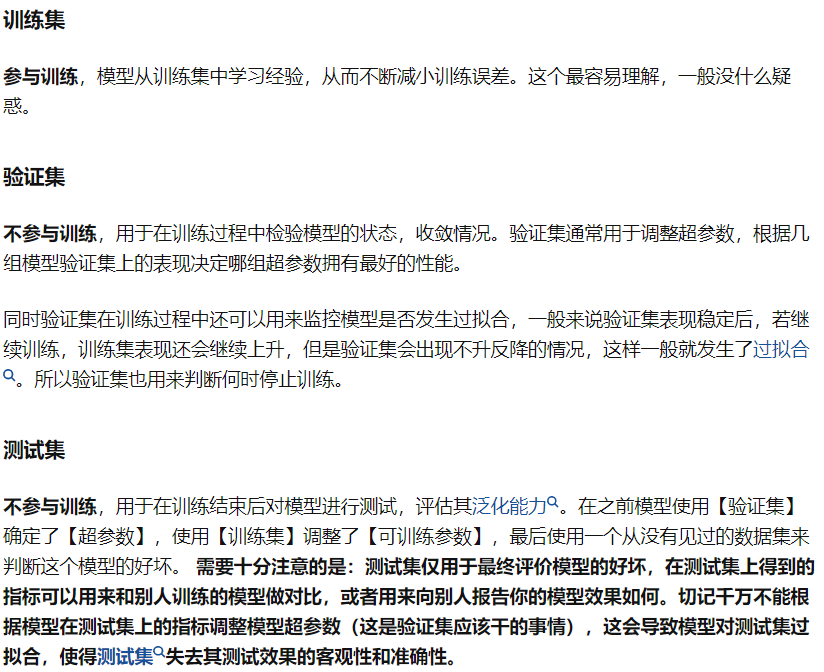 训练集
参与训练，模型从训练集中学习经验，从而不断减小训练误差。这个最容易理解，一般没什么疑
惑。
验证集
不参与训练，用于在训练过程中检验模型的状态，收敛情况。验证集通常用于调整超参数，根据几
组模型验证集上的表现决定哪组超参数拥有最好的性能。
同时验证集在训练过程中还可以用来监控模型是否发生过拟合，一般来说验证集表现稳定后，若继
续训练，训练集表现还会继续上升，但是验证集会出现不升反降的情况，这样一般就发生了过拟合
。所以验证集也用来判断何时停止训练。
测试集
不参与训练，用于在训练结束后对模型进行测试，评估其泛化能力。在之前模型使用【验证集】
确定了【超参数】，使用【训练集】调整了【可训练参数】，最后使用一个从没有见过的数据集来
判断这个模型的好坏。 需要十分注意的是：测试集仅用于最终评价模型的好坏，在测试集上得到的
指标可以用来和别人训练的模型做对比，或者用来向别人报告你的模型效果如何。切记千万不能根
据模型在测试集上的指标调整模型超参数（这是验证集应该干的事情），这会导致模型对测试集过
拟合，使得测试集失去其测试效果的客观性和准确性。